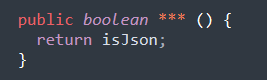 public boolean *** () {
return isJson;
}